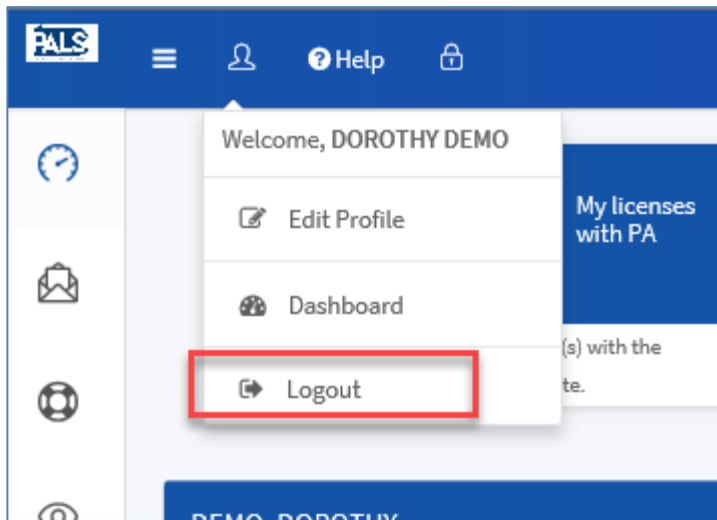 PALS
Help
Welcome, DOROTHY DEMO
Edit Profile
My licenses
with PA
Dashboard
(s) with the
te.
Logout
DEMO, DOROTHY